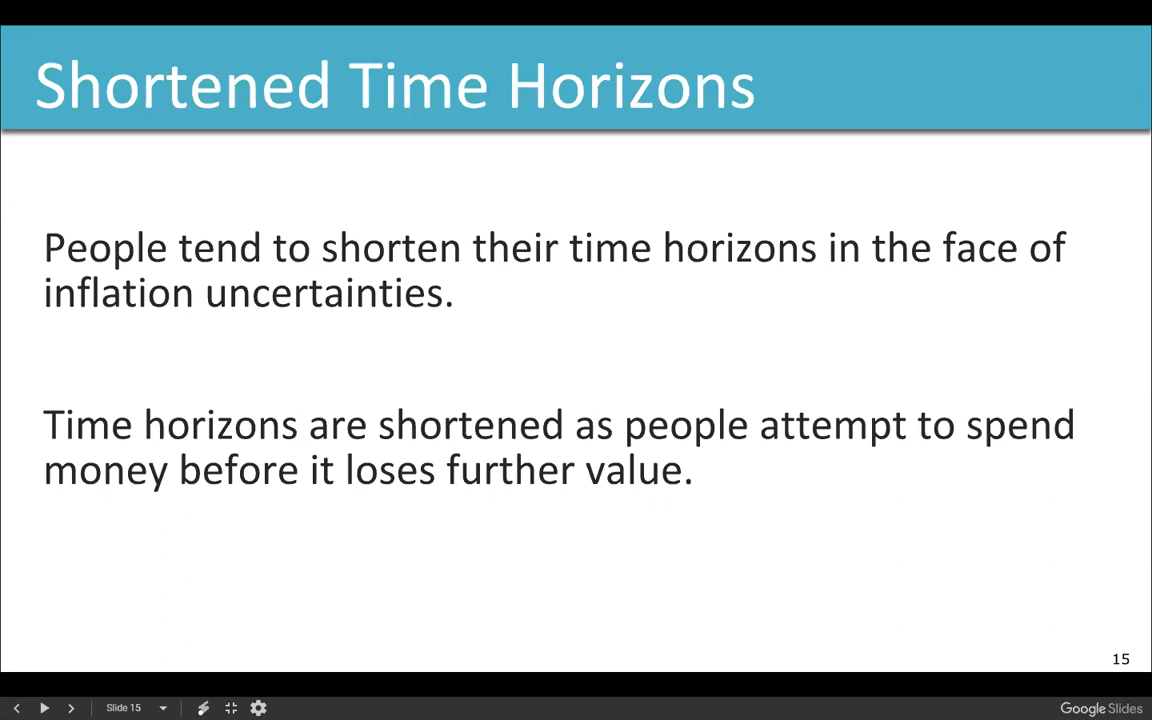 Shortened Time Horizons
People tend to shorten their time horizons in the face of
inflation uncertainties.
Time horizons are shortened as people attempt to spend
money before it loses further value.
15
Slide 15
Google Slides